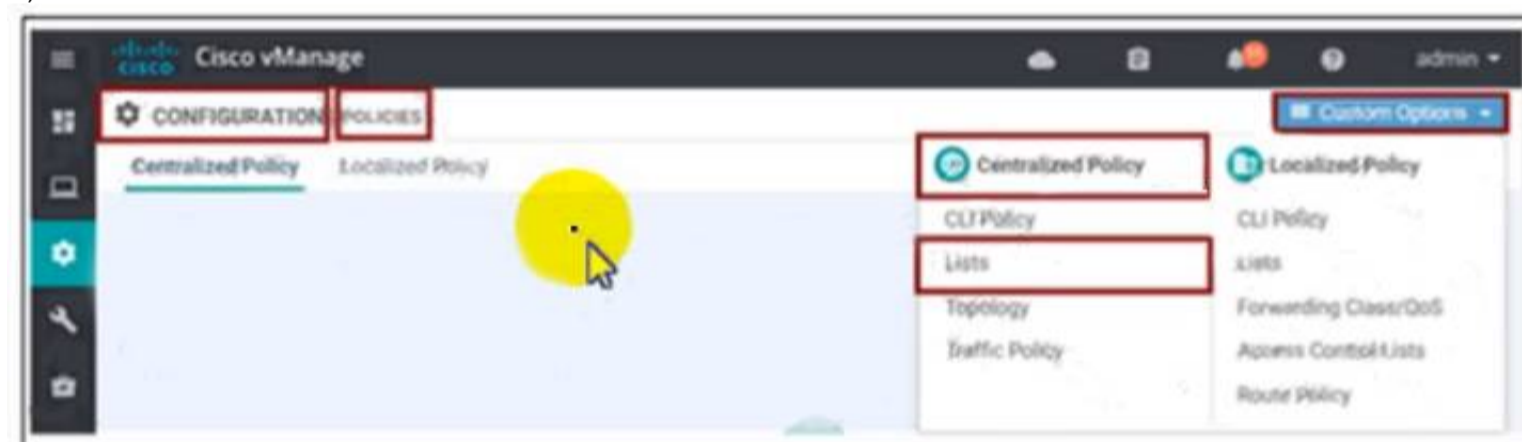 cisco Cisco vManage admin
CONFIGURATION POLICIES Custom Options
Centralized Policy Localized Policy
Centralized Policy
CLI Policy
Lists
Topology
Traffic Policy
Localized Policy
CLI Policy
Lists
Forwarding Class/QoS
Access Control Lists
Route Policy